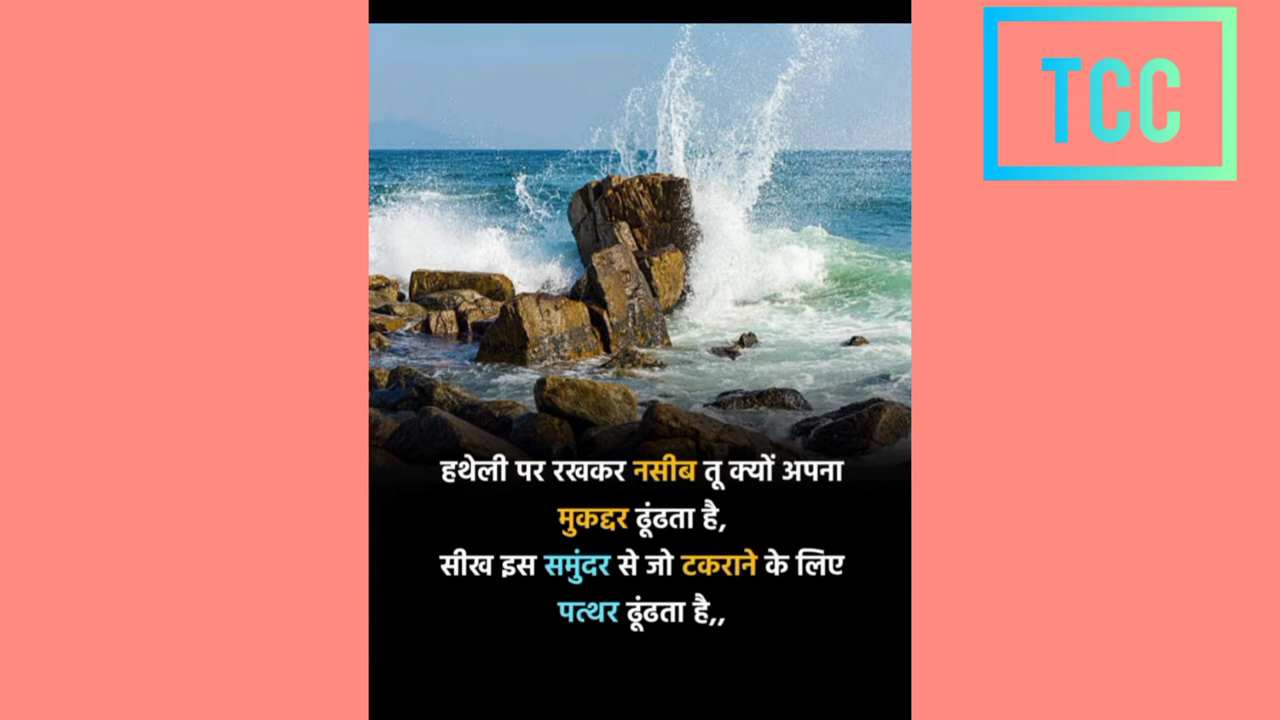 TCC
हथेली पर रखकर नसीब तू क्यों अपना
मुकद्दर ढूंढता है,
सीख इस समुंदर से जो टकराने के लिए
पत्थर ढूंढता है,,